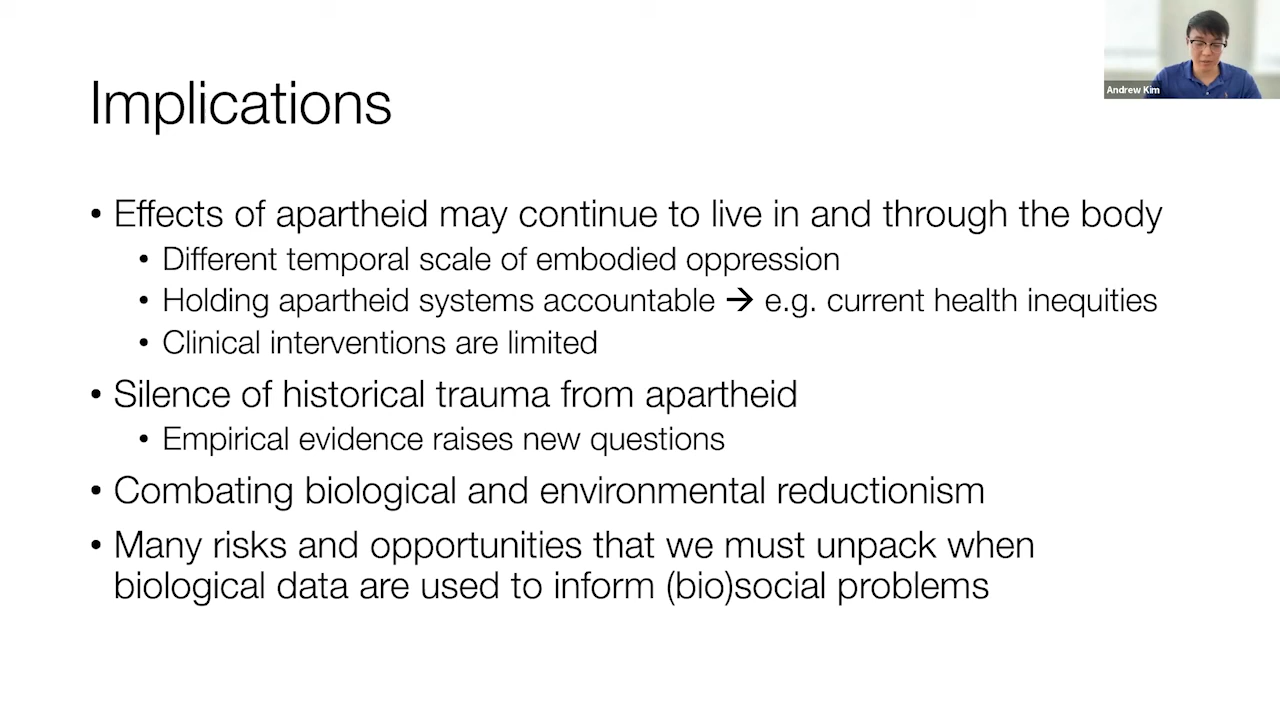 Andrew Kim
Implications
• Effects of apartheid may continue to live in and through the body
• Different temporal scale of embodied oppression
• Holding apartheid systems accountable → e.g. current health inequities
• Clinical interventions are limited
• Silence of historical trauma from apartheid
• Empirical evidence raises new questions
• Combating biological and environmental reductionism
• Many risks and opportunities that we must unpack when
biological data are used to inform (bio)social problems